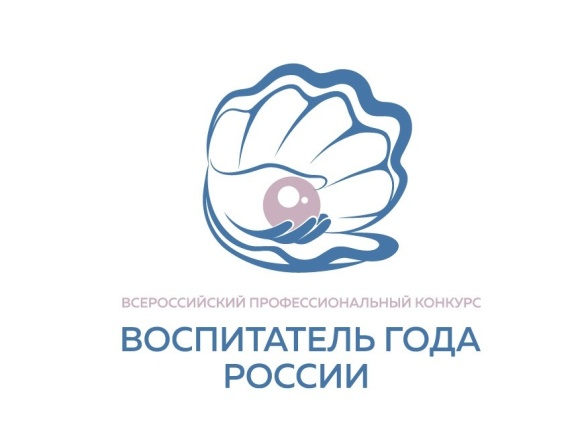 ВСЕРОССИЙСКИЙ ПРОФЕССИОНАЛЬНЫЙ КОНКУРС
ВОСПИТАТЕЛЬ ГОДА
РОССИИ